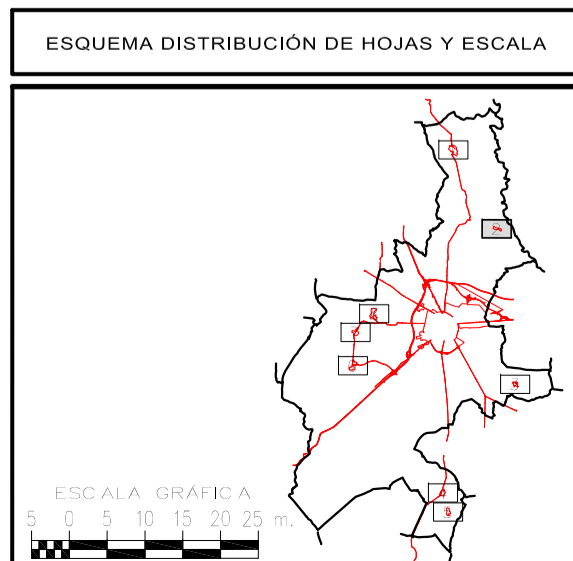 ESQUEMA DISTRIBUCIÓN DE HOJAS Y ESCALA
ESCALA GRÁFICA
5 0 5 10 15 20 25 m.